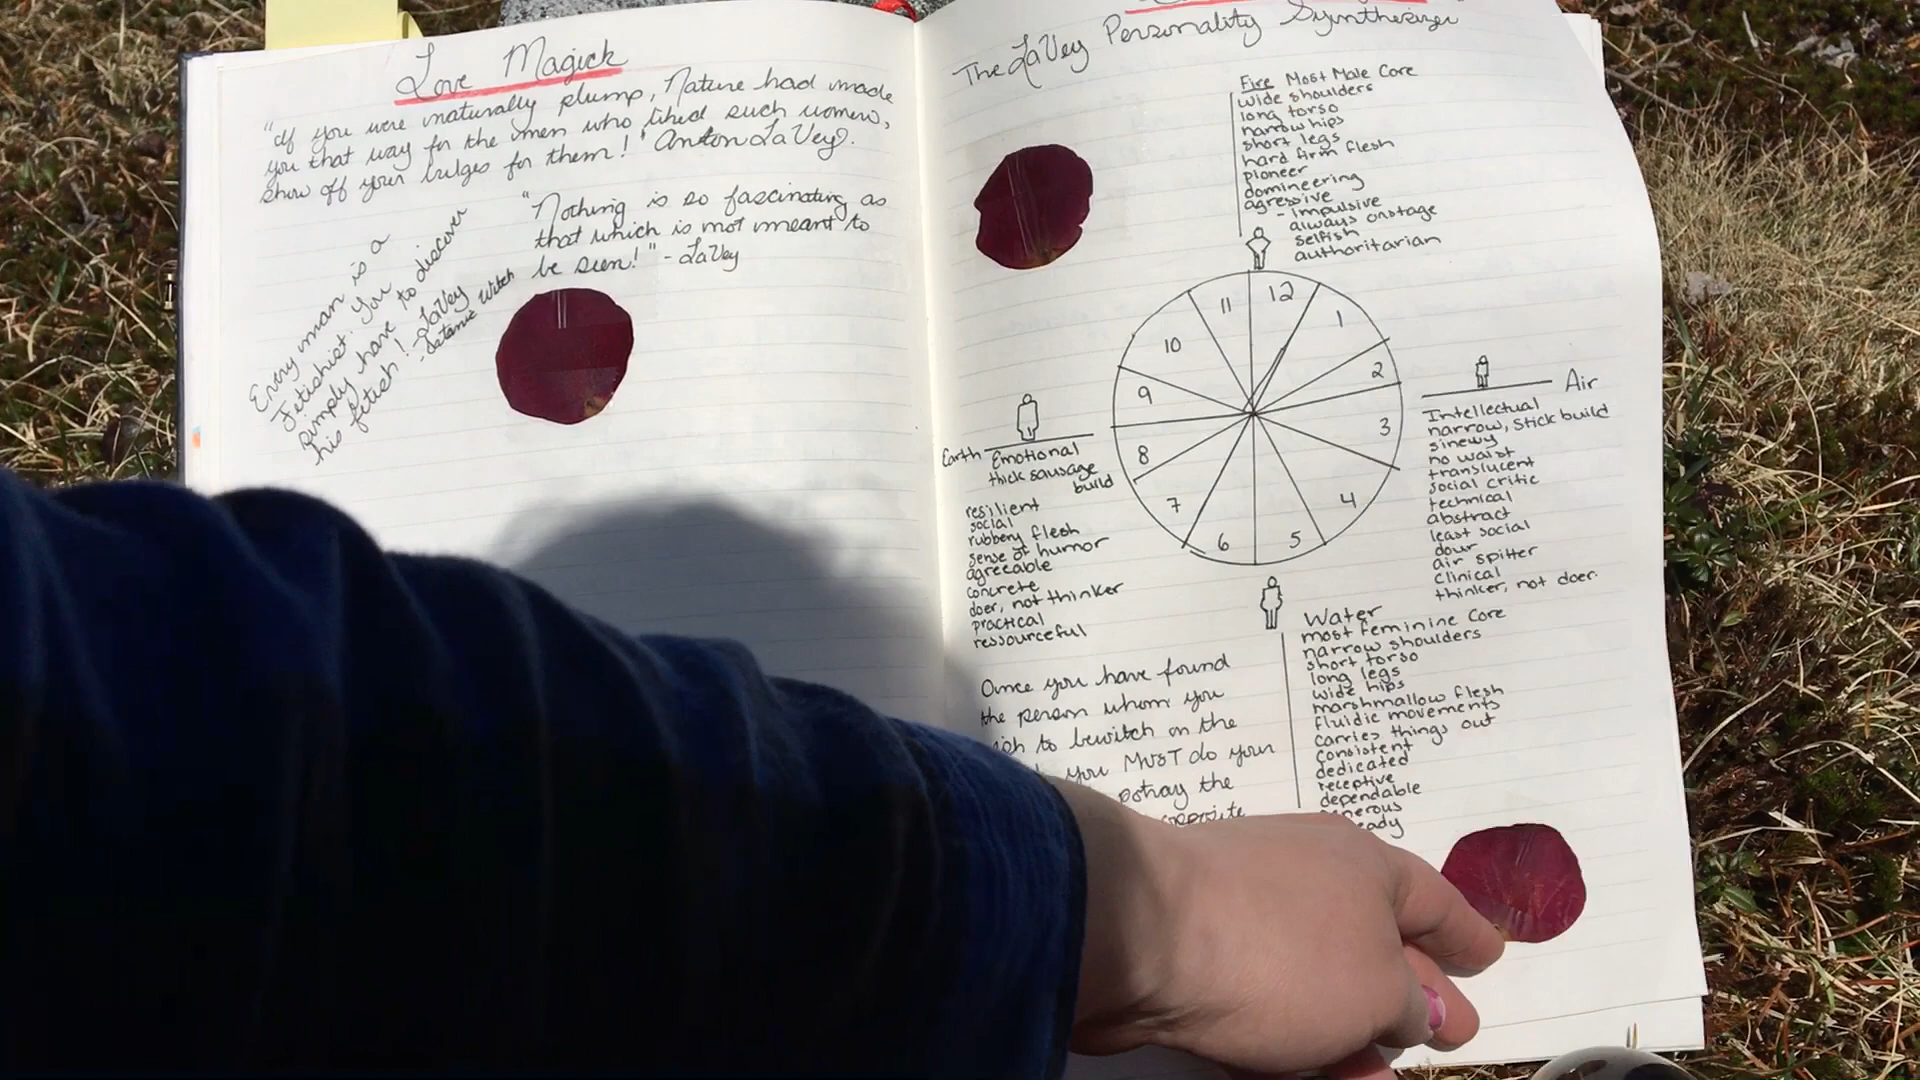 Love Magick
"If you were naturally plump, Nature had made
you that way for the men who liked such women,
show off your bulges for them!" Anton LaVey.
"Nothing is so fascinating as
that which is not meant to
be seen!" - LaVey
Every man is a
Fetishist. You
simply have to discover
his fetish! - LaVey
- Satanic Witch
The LaVey Personality Synthesizer
Fire Most Male Core
wide shoulders
long torso
narrow hips
short legs
hard firm flesh
pioneer
domineering
agressive
- impulsive
always onstage
selfish
authoritarian
11
12
1
10
2
9
3
8
4
7
6
5
Air
Intellectual
narrow, stick build
sinewy
no waist
translucent
social critic
technical
abstract
least social
dour
air spitter
clinical
thinker, not doer.
Earth Emotional
thick sausage
build
resilient
social
rubbery flesh
sense of humor
agreeable
concrete
doer, not thinker
practical
ressourceful
Water
most feminine core
narrow shoulders
short torso
long legs
wide hips
marshmallow flesh
fluidic movements
carries things out
consistent
dedicated
receptive
dependable
Once you have found
the person whom you
to bewitch on the
you MUST do your
potray the
opposite